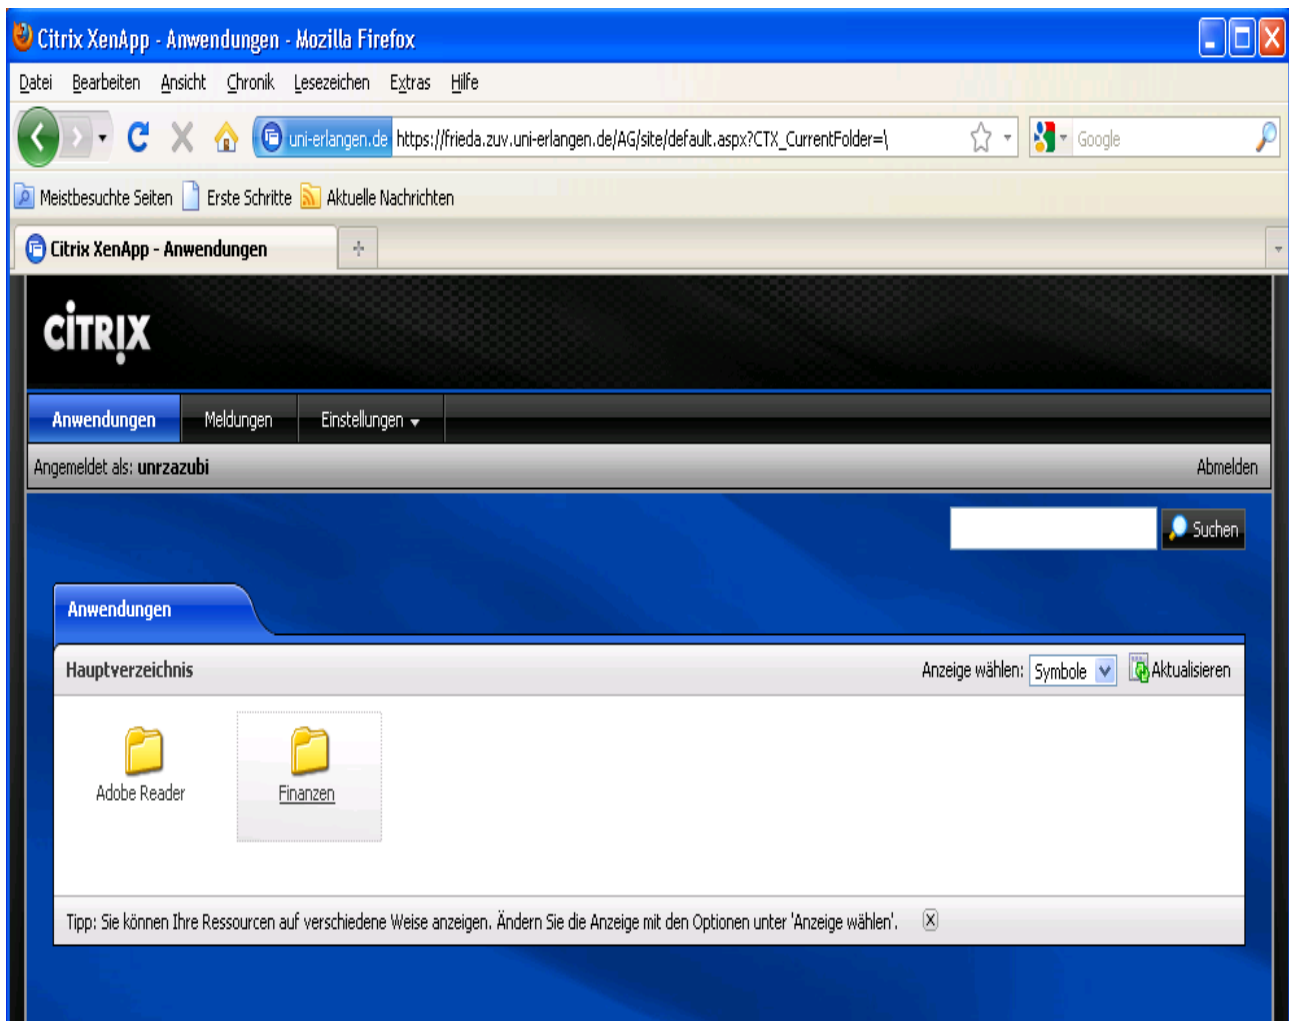 Citrix XenApp - Anwendungen - Mozilla Firefox
Datei Bearbeiten Ansicht Chronik Lesezeichen Extras Hilfe
uni-erlangen.de https://frieda.zuv.uni-erlangen.de/AG/site/default.aspx?CTX_CurrentFolder=\ Google
Meistbesuchte Seiten Erste Schritte Aktuelle Nachrichten
Citrix XenApp - Anwendungen
CITRIX
Anwendungen Meldungen Einstellungen
Angemeldet als: unrzazubi Abmelden
Suchen
Anwendungen
Hauptverzeichnis Anzeige wählen: Symbole Aktualisieren
Adobe Reader Finanzen
Tipp: Sie können Ihre Ressourcen auf verschiedene Weise anzeigen. Ändern Sie die Anzeige mit den Optionen unter 'Anzeige wählen'.